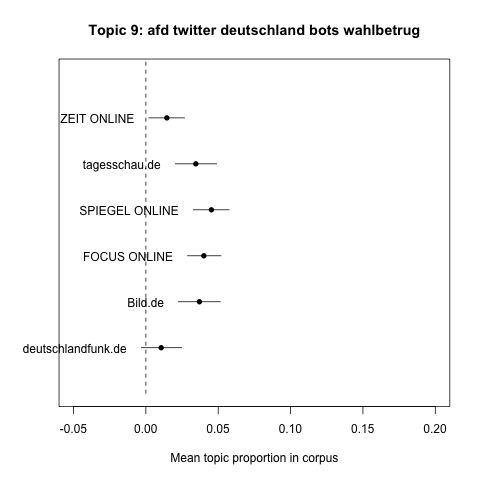 Topic 9: afd twitter deutschland bots wahlbetrug
ZEIT ONLINE
tagesschau.de
SPIEGEL ONLINE
FOCUS ONLINE
Bild.de
deutschlandfunk.de
-0.05 0.00 0.05 0.10 0.15 0.20
Mean topic proportion in corpus